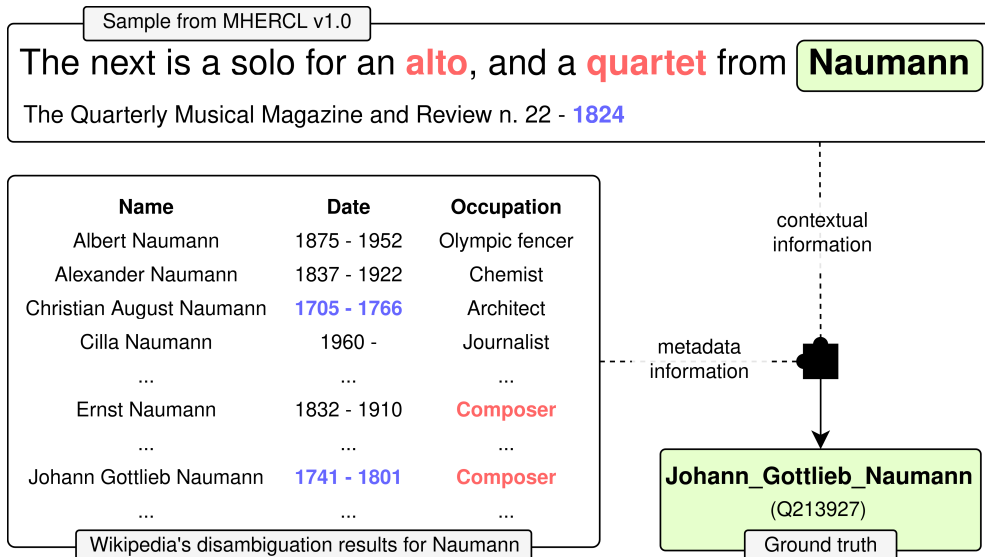 Sample from MHERCL v1.0
The next is a solo for an alto, and a quartet from Naumann
The Quarterly Musical Magazine and Review n. 22 - 1824
Name Date Occupation
Albert Naumann 1875 - 1952 Olympic fencer
Alexander Naumann 1837 - 1922 Chemist
Christian August Naumann 1705 - 1766 Architect
Cilla Naumann 1960 - Journalist
... ... ...
Ernst Naumann 1832 - 1910 Composer
... ... ...
Johann Gottlieb Naumann 1741 - 1801 Composer
... ... ...
Wikipedia's disambiguation results for Naumann
contextual
information
metadata
information
Johann_Gottlieb_Naumann
(Q213927)
Ground truth